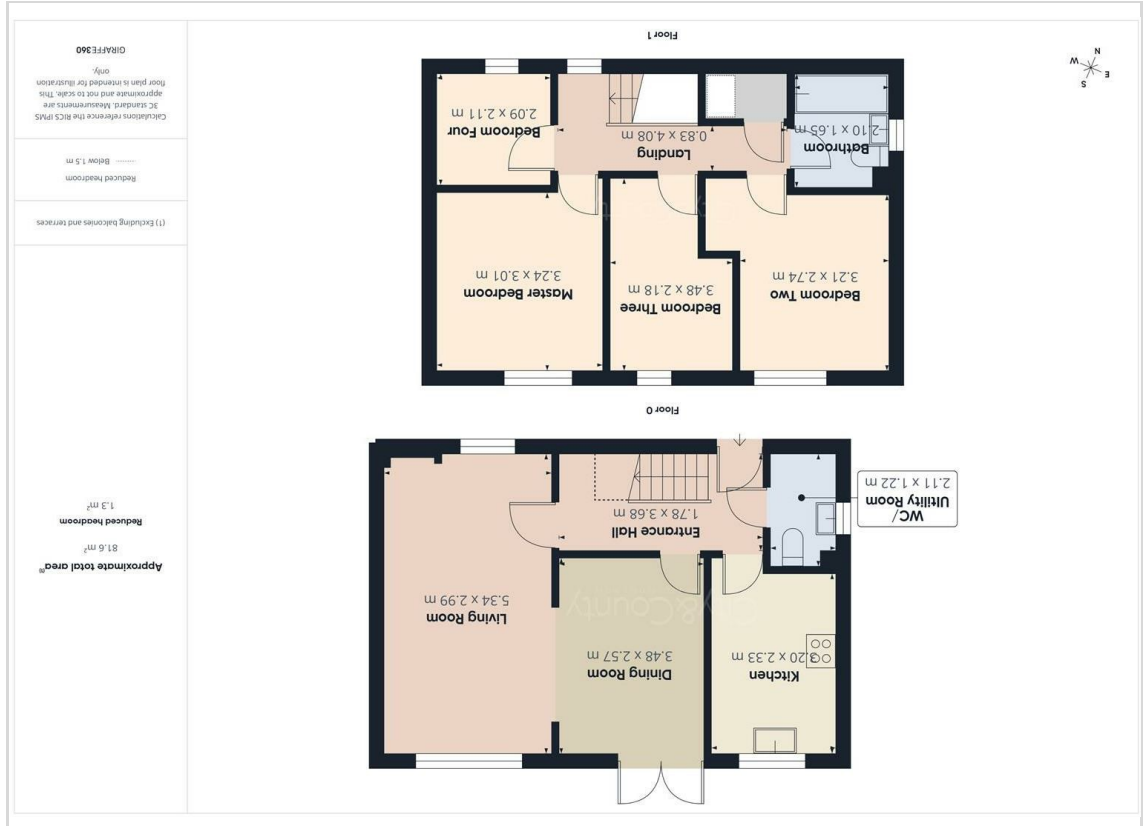 Approximate total area(1)
81.6 m²
Reduced headroom
1.3 m²
(1) Excluding balconies and terraces
Reduced headroom
Below 1.5 m
Calculations reference the RICS IPMS
3C standard. Measurements are
approximate and not to scale. This
floor plan is intended for illustration
only.
GIRAFFE360
Kitchen
3.20 x 2.33 m
Dining Room
3.48 x 2.57 m
Living Room
5.34 x 2.99 m
WC/
Ultility Room
2.11 x 1.22 m
Entrance Hall
1.78 x 3.68 m
City&County
Floor 0
Bedroom Two
3.21 x 2.74 m
Bedroom Three
3.48 x 2.18 m
Master Bedroom
3.24 x 3.01 m
Bathroom
2.10 x 1.65 m
Landing
0.83 x 4.08 m
Bedroom Four
2.09 x 2.11 m
Floor 1
N
E
S
W